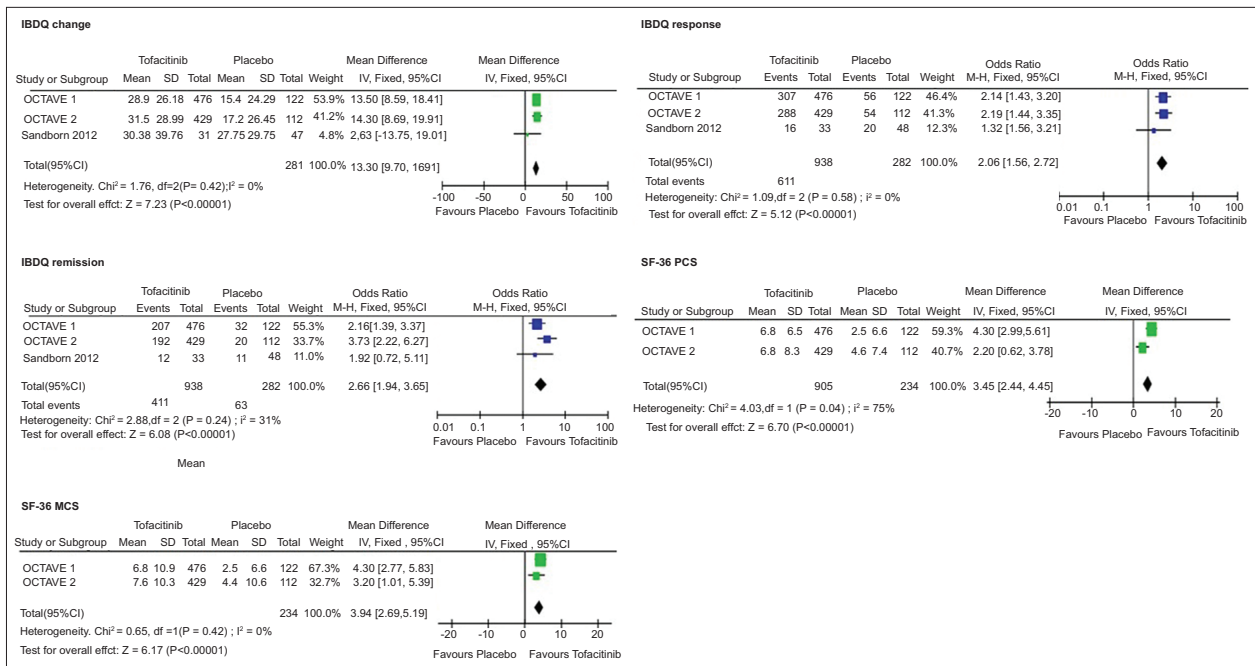 IBDQ change
Tofacitinib Placebo Mean Difference Mean Difference
Study or Subgroup Mean SD Total Mean SD Total Weight IV, Fixed, 95%CI IV, Fixed, 95%CI
OCTAVE 1 28.9 26.18 476 15.4 24.29 122 53.9% 13.50 [8.59, 18.41]
OCTAVE 2 31.5 28.99 429 17.2 26.45 112 41.2% 14.30 [8.69, 19.91]
Sandborn 2012 30.38 39.76 31 27.75 29.75 47 4.8% 2,63 [-13.75, 19.01]
Total(95%CI) 281 100.0% 13.30 [9.70, 1691]
Heterogeneity. Chi² = 1.76, df=2(P= 0.42);I² = 0%
Test for overall effct: Z = 7.23 (P<0.00001)
-100 -50 0 50 100
Favours Placebo Favours Tofacitinib
IBDQ response
Tofacitinib Placebo Odds Ratio Odds Ratio
Study or Subgroup Events Total Events Total Weight M-H, Fixed, 95%CI M-H, Fixed, 95%CI
OCTAVE 1 307 476 56 122 46.4% 2.14 [1.43, 3.20]
OCTAVE 2 288 429 54 112 41.3% 2.19 [1.44, 3.35]
Sandborn 2012 16 33 20 48 12.3% 1.32 [1.56, 3.21]
Total(95%CI) 938 282 100.0% 2.06 [1.56, 2.72]
Total events 611
Heterogeneity: Chi² = 1.09,df = 2 (P = 0.58) ; i² = 0%
Test for overall effct: Z = 5.12 (P<0.00001)
0.01 0.1 1 10 100
Favours Placebo Favours Tofacitinib
IBDQ remission
Tofacitinib Placebo Odds Ratio Odds Ratio
Study or Subgroup Events Total Events Total Weight M-H, Fixed, 95%CI M-H, Fixed, 95%CI
OCTAVE 1 207 476 32 122 55.3% 2.16[1.39, 3.37]
OCTAVE 2 192 429 20 112 33.7% 3.73 [2.22, 6.27]
Sandborn 2012 12 33 11 48 11.0% 1.92 [0.72, 5.11]
Total(95%CI) 938 282 100.0% 2.66 [1.94, 3.65]
Total events 411 63
Heterogeneity: Chi² = 2.88,df = 2 (P = 0.24) ; i² = 31%
Test for overall effect: Z = 6.08 (P<0.00001)
0.01 0.1 1 10 100
Favours Placebo Favours Tofacitinib
Mean
SF-36 PCS
Tofacitinib Placebo Mean Difference Mean Difference
Study or Subgroup Mean SD Total Mean SD Total Weight IV, Fixed, 95%CI IV, Fixed, 95%CI
OCTAVE 1 6.8 6.5 476 2.5 6.6 122 59.3% 4.30 [2.99,5.61]
OCTAVE 2 6.8 8.3 429 4.6 7.4 112 40.7% 2.20 [0.62, 3.78]
Total(95%CI) 905 234 100.0% 3.45 [2.44, 4.45]
Heterogeneity: Chi² = 4.03,df = 1 (P = 0.04) ; i² = 75%
Test for overall effct: Z = 6.70 (P<0.00001)
-20 -10 0 10 20
Favours Placebo Favours Tofacitinib
SF-36 MCS
Tofacitinib Placebo Mean Difference Mean Difference
Study or Subgroup Mean SD Total Mean SD Total Weight IV, Fixed , 95%CI IV, Fixed , 95%CI
OCTAVE 1 6.8 10.9 476 2.5 6.6 122 67.3% 4.30 [2.77, 5.83]
OCTAVE 2 7.6 10.3 429 4.4 10.6 112 32.7% 3.20 [1.01, 5.39]
Total(95%CI) 234 100.0% 3.94 [2.69,5.19]
Heterogeneity. Chi² = 0.65, df =1(P = 0.42) ; I² = 0%
Test for overall effct: Z = 6.17 (P<0.00001)
-20 -10 0 10 20
Favours Placebo Favours Tofacitinib